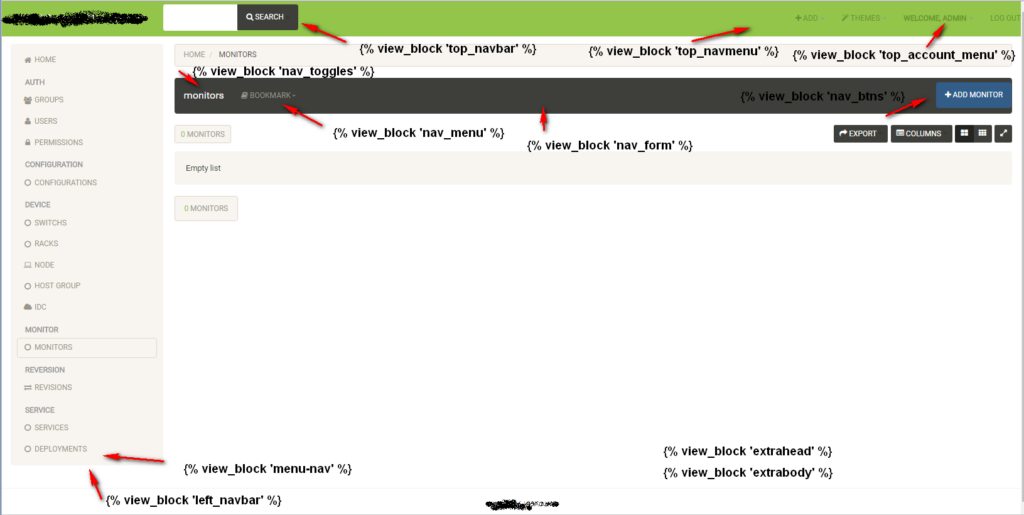 SEARCH
ADD
THEMES
WELCOME, ADMIN
LOG OUT
{% view_block 'top_navbar' %}
{% view_block 'top_navmenu' %}
{% view_block 'top_account_menu' %}
HOME / MONITORS
{% view_block 'nav_toggles' %}
monitors
BOOKMARK
{% view_block 'nav_btns' %}
ADD MONITOR
{% view_block 'nav_menu' %}
{% view_block 'nav_form' %}
0 MONITORS
EXPORT
COLUMNS
Empty list
0 MONITORS
HOME
AUTH
GROUPS
USERS
PERMISSIONS
CONFIGURATION
CONFIGURATIONS
DEVICE
SWITCHS
RACKS
NODE
HOST GROUP
IDC
MONITOR
MONITORS
REVERSION
REVISIONS
SERVICE
SERVICES
DEPLOYMENTS
{% view_block 'menu-nav' %}
{% view_block 'left_navbar' %}
{% view_block 'extrahead' %}
{% view_block 'extrabody' %}